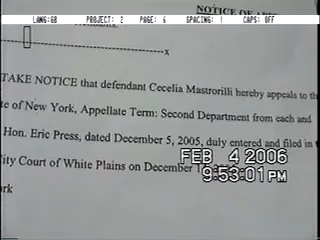 NOTICE OF
LANG:GB PROJECT: 2 PAGE: 6 SPACING: 1 CAPS: OFF
x
TAKE NOTICE that defendant Cecelia Mastrorilli hereby appeals to th
te of New York, Appellate Term: Second Department from each and
Hon. Eric Press, dated December 5, 2005, duly entered and filed in
City Court of White Plains on December
FEB 4 2006
9:53:01 PM
rk